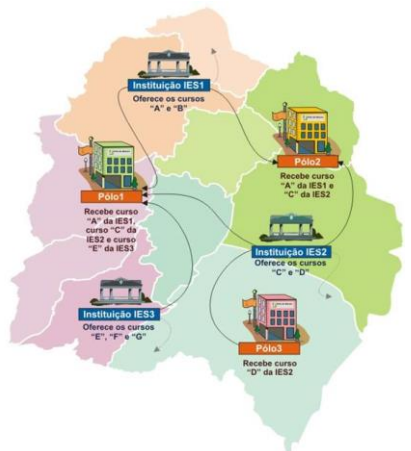 Instituição IES1
Oferece os cursos
"A" e "B"
Pólo2
Recebe curso
"A" da IES1 e
"C" da IES2
Pólo1
Recebe curso
"A" da IES1,
curso "C" da
IES2 e curso
"E" da IES3
Instituição IES2
Oferece os cursos
"C" e "D"
Instituição IES3
Oferece os cursos
"E", "F" e "G"
Pólo3
Recebe curso
"D" da IES2